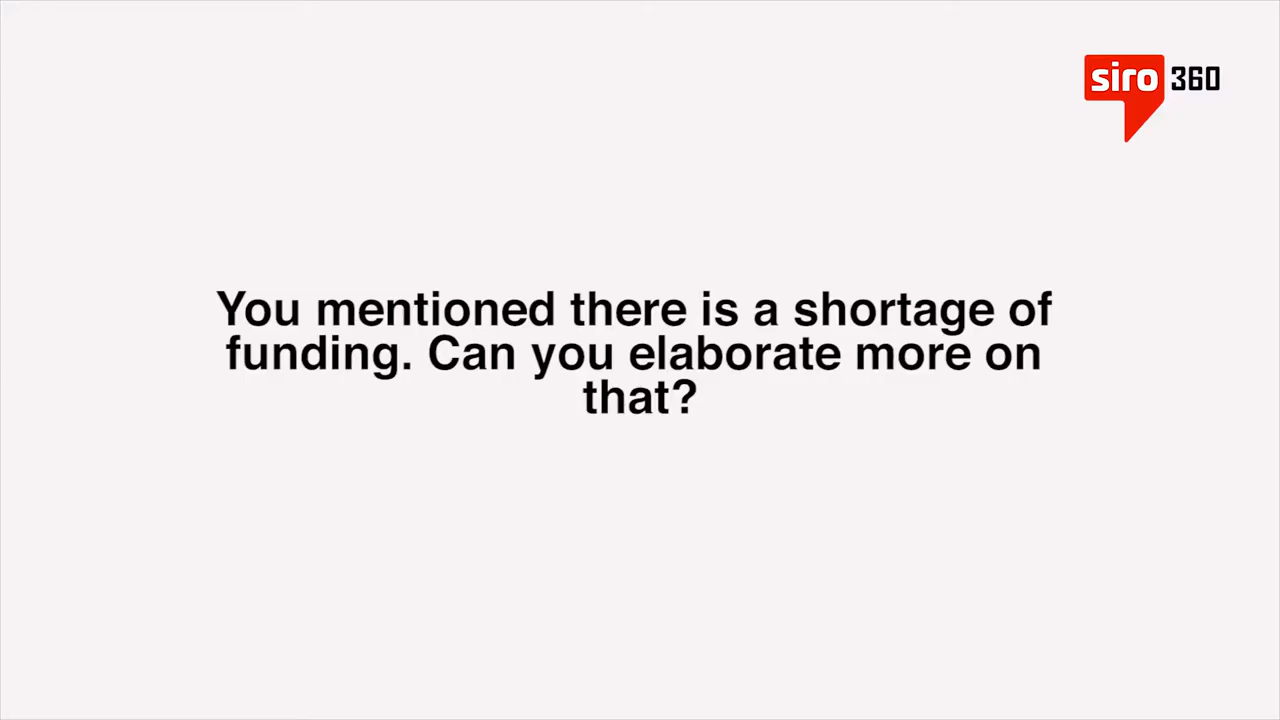 siro 360
You mentioned there is a shortage of
funding. Can you elaborate more on
that?